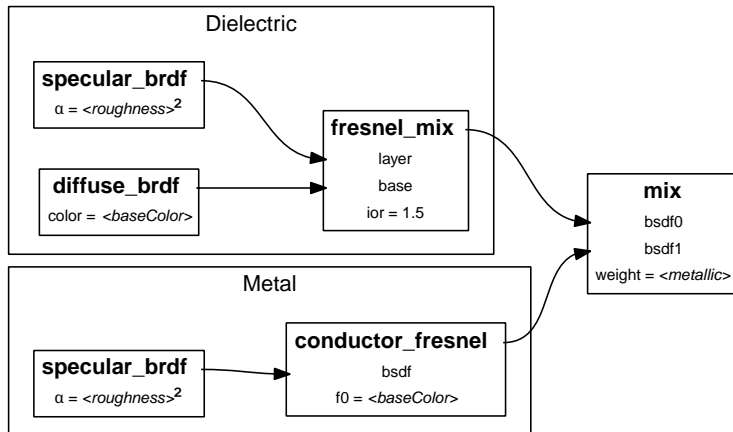 Dielectric
specular_brdf
α = <roughness>²
diffuse_brdf
color = <baseColor>
fresnel_mix
layer
base
ior = 1.5
mix
bsdf0
bsdf1
weight = <metallic>
Metal
specular_brdf
α = <roughness>²
conductor_fresnel
bsdf
f0 = <baseColor>